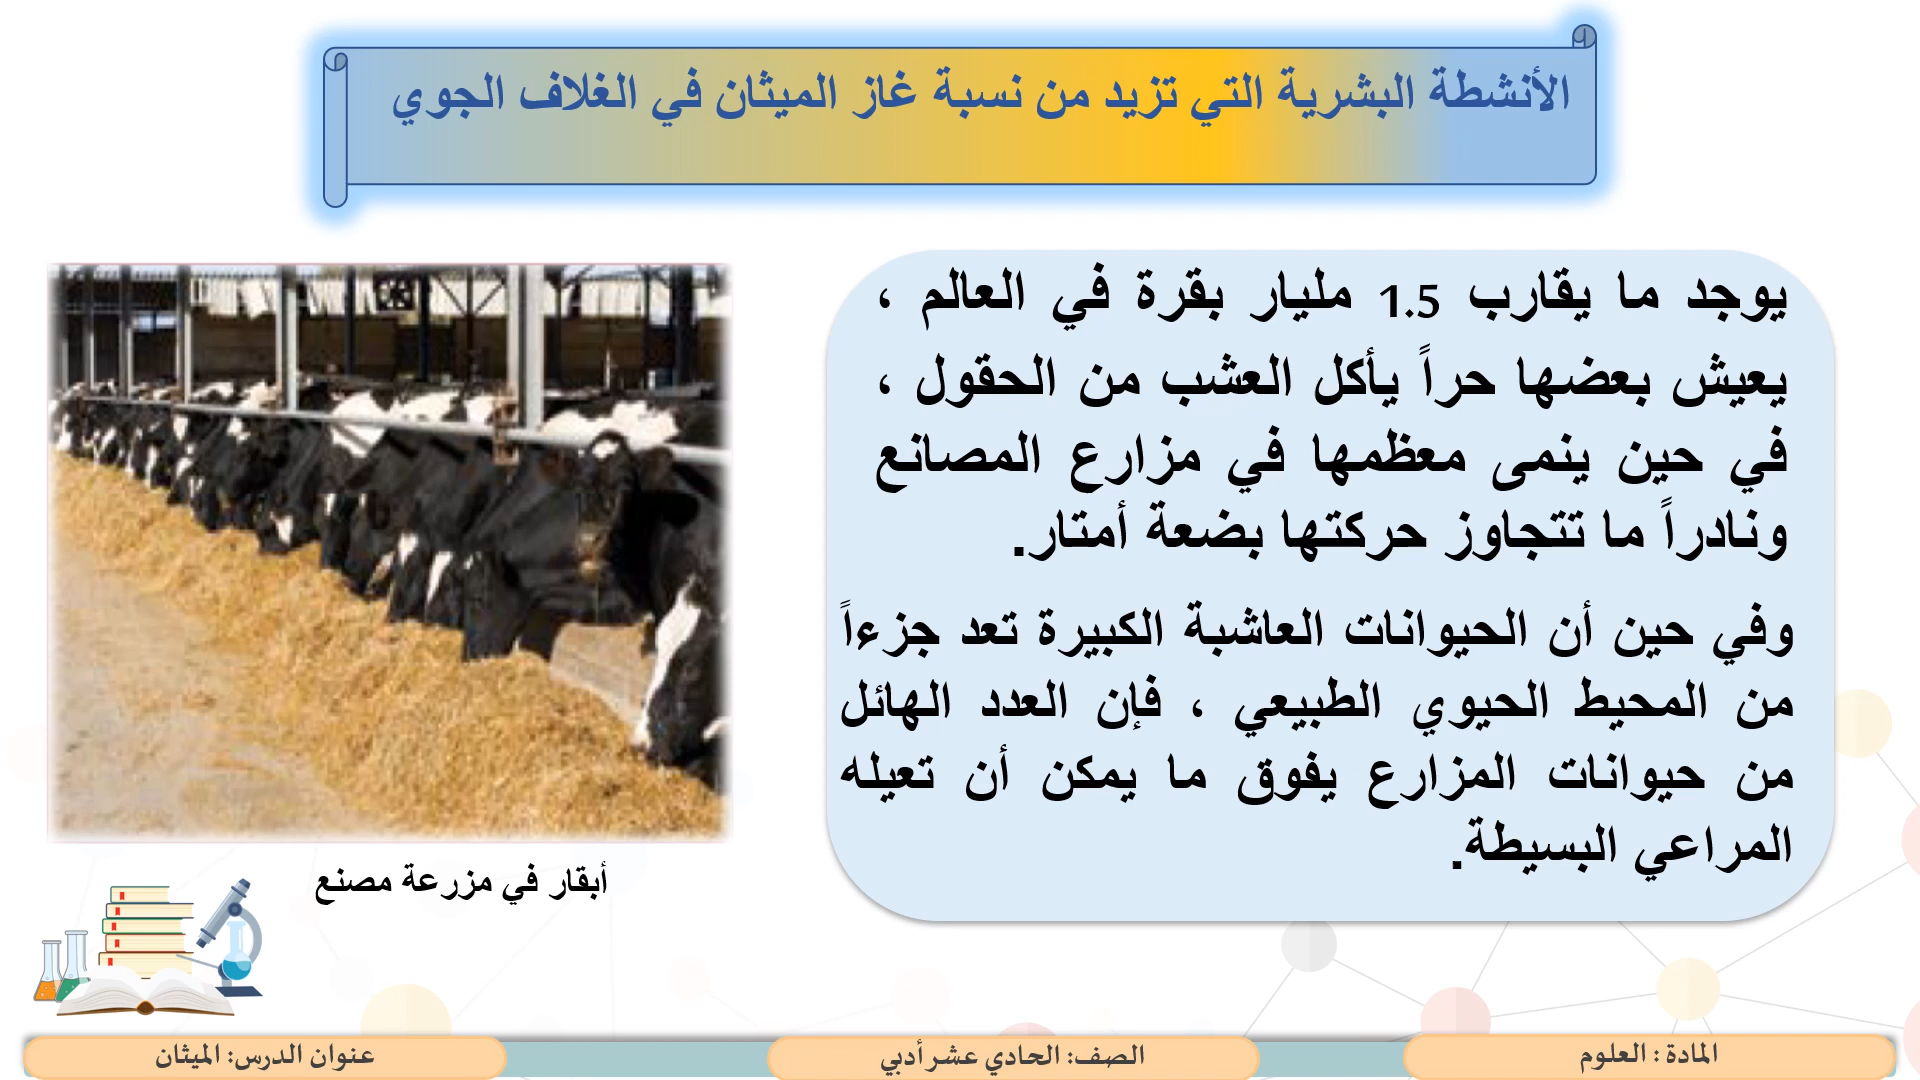 الأنشطة البشرية التي تزيد من نسبة غاز الميثان في الغلاف الجوي
يوجد ما يقارب 1.5 مليار بقرة في العالم ،
يعيش بعضها حراً يأكل العشب من الحقول ،
في حين ينمى معظمها في مزارع المصانع
ونادراً ما تتجاوز حركتها بضعة أمتار.
وفي حين أن الحيوانات العاشبة الكبيرة تعد جزءاً
من المحيط الحيوي الطبيعي ، فإن العدد الهائل
من حيوانات المزارع يفوق ما يمكن أن تعيله
المراعي البسيطة.
أبقار في مزرعة مصنع
المادة : العلوم
الصف: الحادي عشر أدبي
عنوان الدرس: الميثان